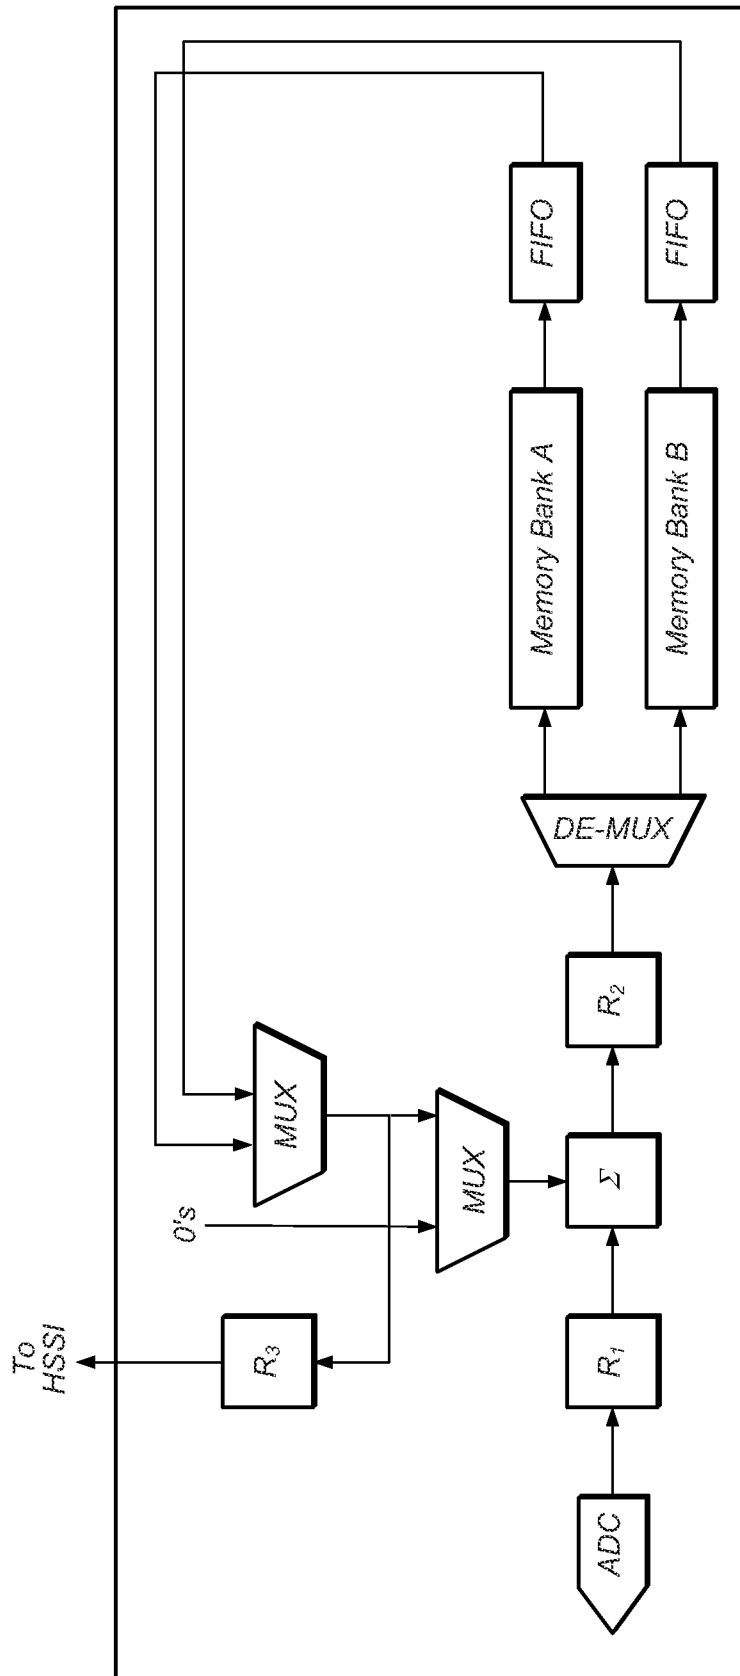 To
HSSI
R3
0's
MUX
MUX
ADC
R1
Σ
R2
DE-MUX
Memory Bank A
FIFO
Memory Bank B
FIFO